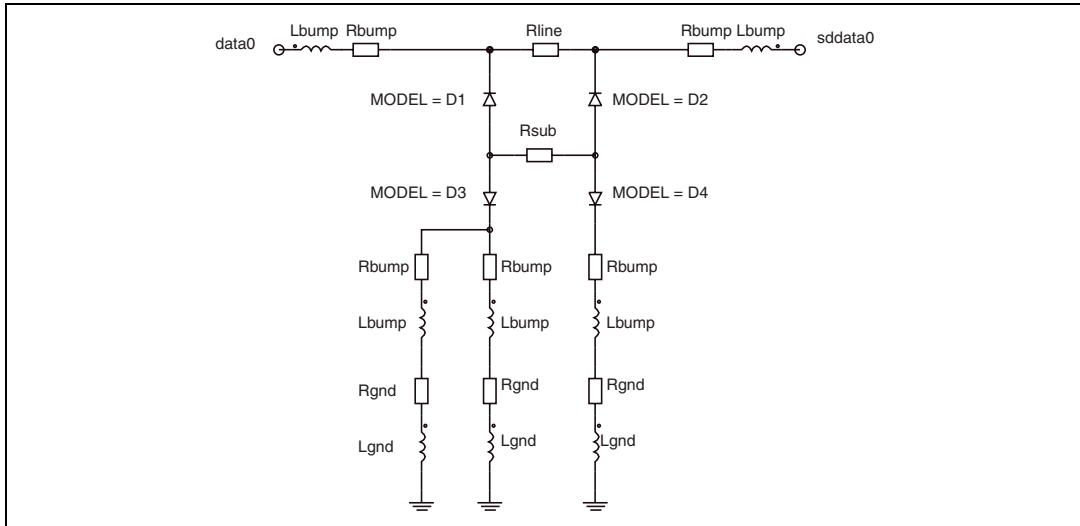 data0 Lbump Rbump Rline Rbump Lbump sddata0
MODEL = D1 MODEL = D2
Rsub
MODEL = D3 MODEL = D4
Rbump Rbump Rbump
Lbump Lbump Lbump
Rgnd Rgnd Rgnd
Lgnd Lgnd Lgnd